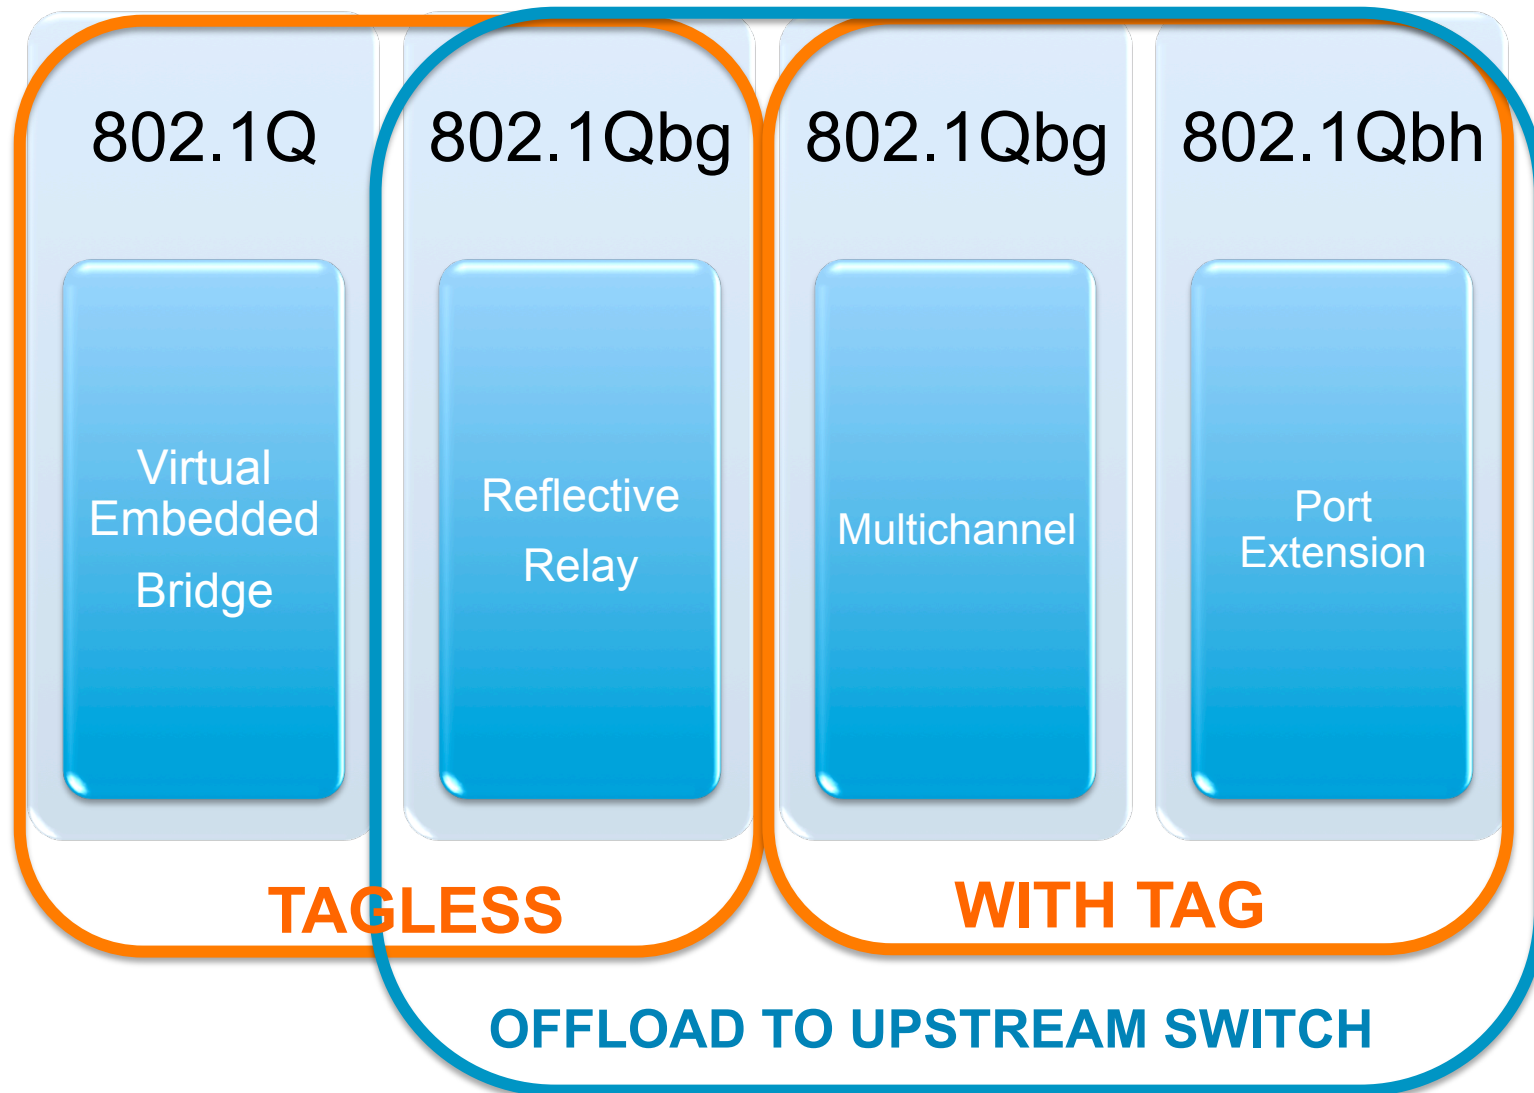 802.1Q
802.1Qbg
802.1Qbg
802.1Qbh
Virtual
Embedded
Bridge
Reflective
Relay
Multichannel
Port
Extension
TAGLESS
WITH TAG
OFFLOAD TO UPSTREAM SWITCH